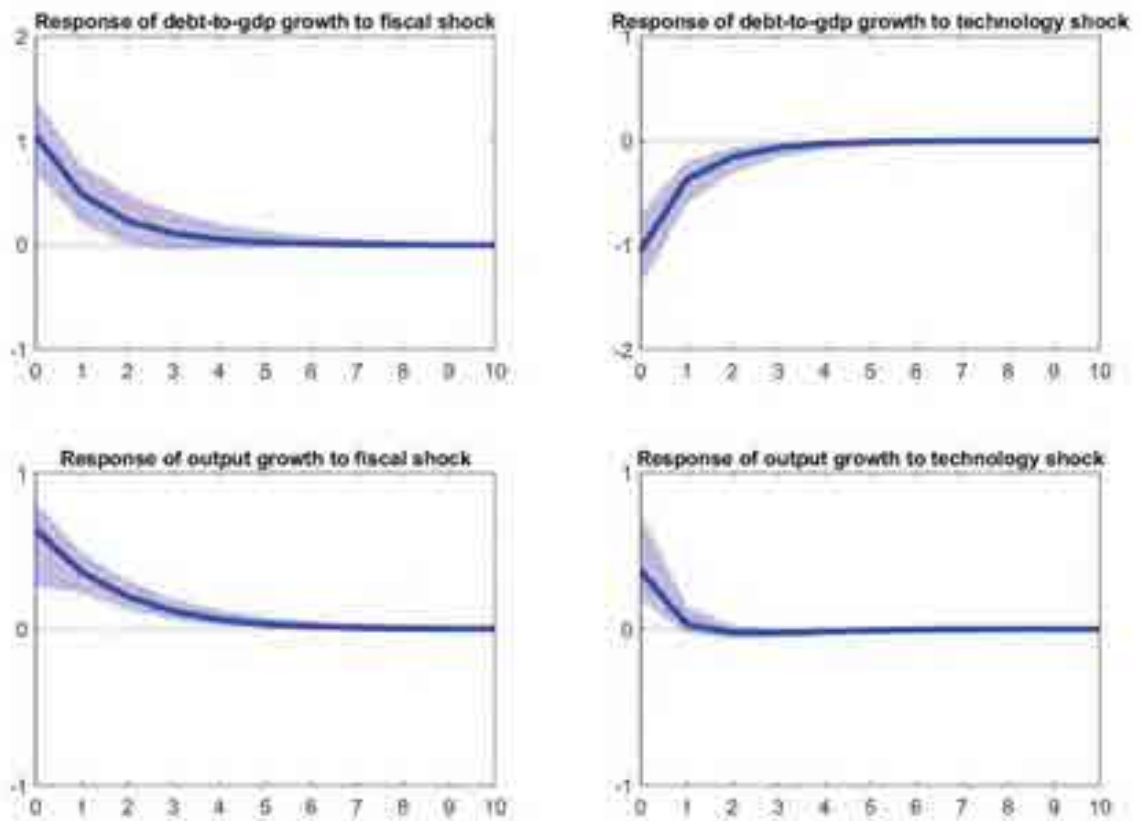 Response of debt-to-gdp growth to fiscal shock
2
1
0
-1
0 1 2 3 4 5 6 7 8 9 10
Response of debt-to-gdp growth to technology shock
1
0
-1
-2
0 1 2 3 4 5 6 7 8 9 10
Response of output growth to fiscal shock
1
0
-1
0 1 2 3 4 5 6 7 8 9 10
Response of output growth to technology shock
1
0
-1
0 1 2 3 4 5 6 7 8 9 10